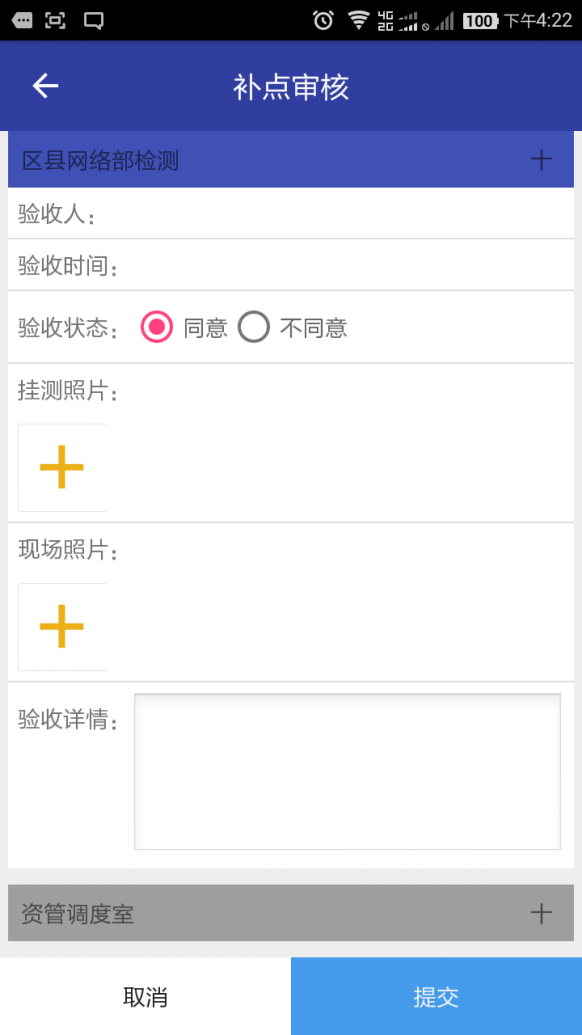 4G
2G
100
下午4:22
补点审核
区县网络部检测
验收人：
验收时间：
验收状态： 同意 不同意
挂测照片：
现场照片：
验收详情：
资管调度室
取消 提交